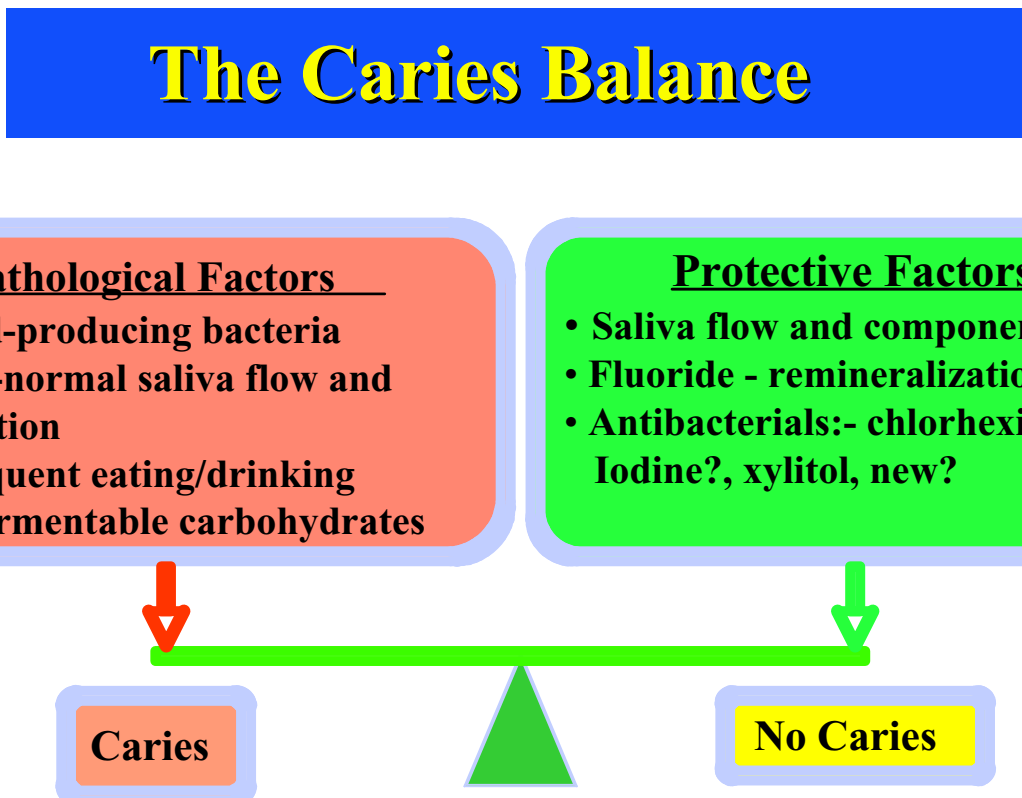 The Caries Balance
athological Factors
-producing bacteria
-normal saliva flow and
tion
quent eating/drinking
rmentable carbohydrates
Protective Factors
• Saliva flow and componen
• Fluoride - remineralizatio
• Antibacterials:- chlorhexi
Iodine?, xylitol, new?
Caries
No Caries